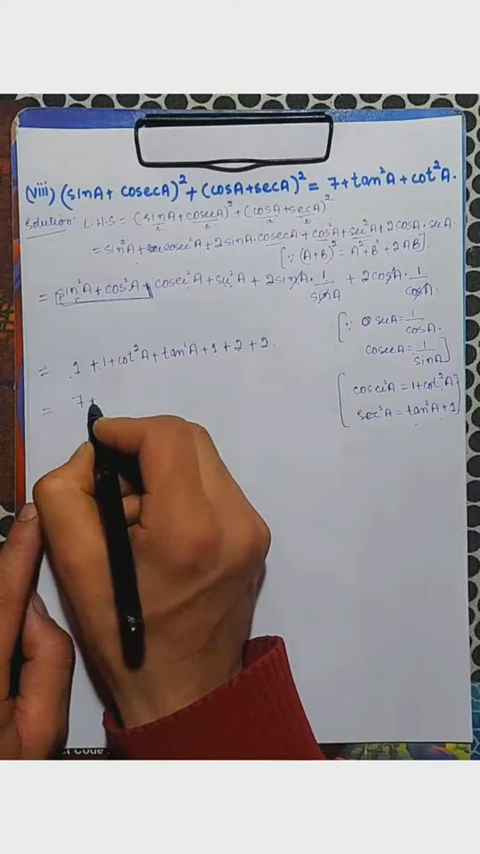 (viii) (sinA + cosecA)² + (cosA + secA)² = 7 + tan²A + cot²A.
Solution: L.H.S = (sinA + cosecA)² + (cosA + secA)²
a b a b
= sin²A + cosec²A + 2sinA.cosecA + cos²A + sec²A + 2cosA.secA
[∵ (A+B)² = A² + B² + 2AB].
= sin²A + cos²A + cosec²A + sec²A + 2sinA . 1/sinA + 2cosA . 1/cosA.
[∵ secA = 1/cosA.
cosecA = 1/sinA]
= 1 + 1 + cot²A + tan²A + 1 + 2 + 2.
[cosec²A = 1 + cot²A
sec²A = tan²A + 1]
= 7 +
ct Code